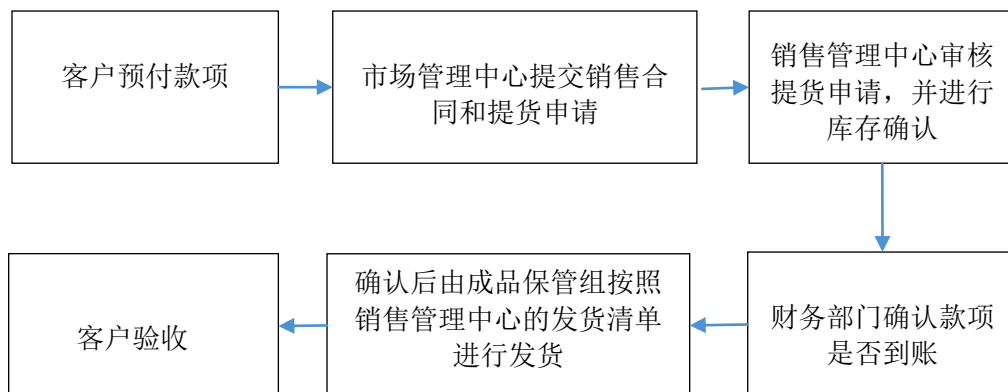 客户预付款项
市场管理中心提交销售合
同和提货申请
销售管理中心审核
提货申请，并进行
库存确认
财务部门确认款项
是否到账
确认后由成品保管组按照
销售管理中心的发货清单
进行发货
客户验收